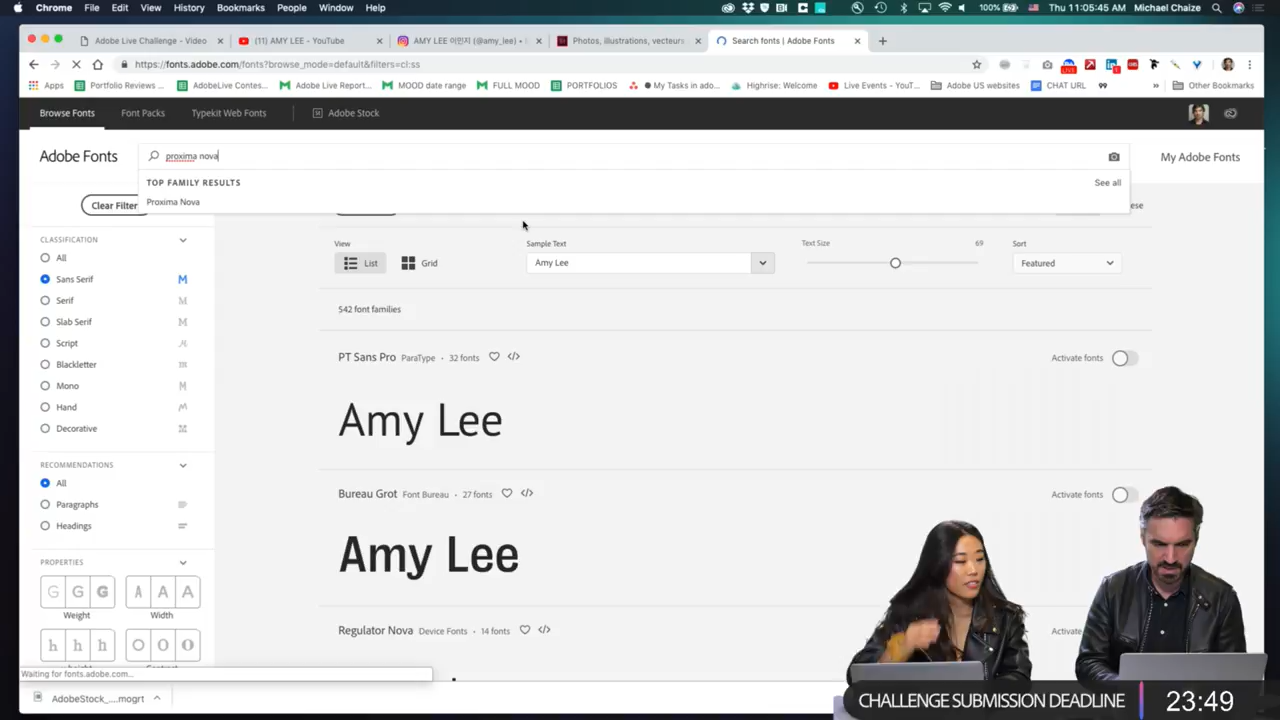 Chrome File Edit View History Bookmarks People Window Help 100% Thu 11:05:45 AM Michael Chaize
Adobe Live Challenge - Video (11) AMY LEE - YouTube AMY LEE 이민지 (@amy_lee) • Photos, illustrations, vecteurs Search fonts | Adobe Fonts
https://fonts.adobe.com/fonts?browse_mode=default&filters=cl:ss
Apps Portfolio Reviews ... AdobeLive Contes... Adobe Live Report... MOOD date range FULL MOOD PORTFOLIOS My Tasks in ado... Highrise: Welcome Live Events - YouT... Adobe US websites CHAT URL Other Bookmarks
Browse Fonts Font Packs Typekit Web Fonts Adobe Stock
Adobe Fonts proxima nova My Adobe Fonts
TOP FAMILY RESULTS See all
Proxima Nova
Clear Filter
View Sample Text Text Size 69 Sort
List Grid Amy Lee Featured
542 font families
CLASSIFICATION
All
Sans Serif
Serif
Slab Serif
Script
Blackletter
Mono
Hand
Decorative
RECOMMENDATIONS
All
Paragraphs
Headings
PROPERTIES
Weight Width
PT Sans Pro ParaType • 32 fonts Activate fonts
Amy Lee
Bureau Grot Font Bureau • 27 fonts Activate fonts
Amy Lee
Regulator Nova Device Fonts • 14 fonts
Waiting for fonts.adobe.com...
AdobeStock_....mogrt
CHALLENGE SUBMISSION DEADLINE 23:49